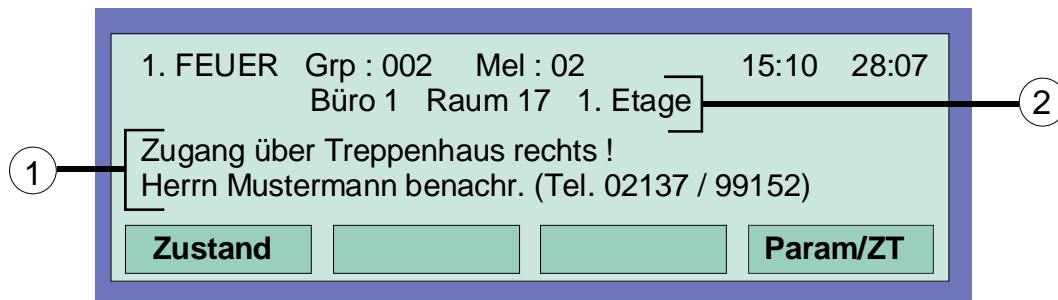 1. FEUER Grp : 002 Mel : 02 15:10 28:07
Büro 1 Raum 17 1. Etage
2
Zugang über Treppenhaus rechts !
1
Herrn Mustermann benachr. (Tel. 02137 / 99152)
Zustand Param/ZT